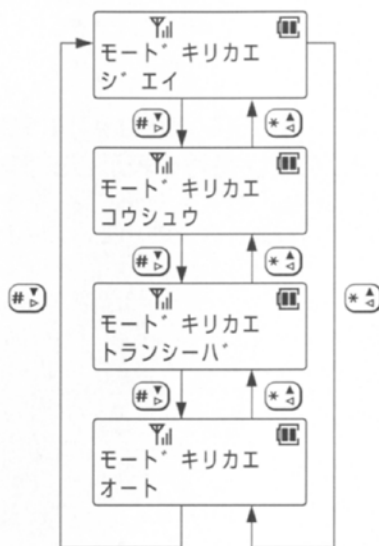 モード キリカエ
ジ エイ
# ▼ ▷
* ▲ ◁
モード キリカエ
コウシュウ
# ▼ ▷
* ▲ ◁
# ▼ ▷
* ▲ ◁
モード キリカエ
トランシーバ
# ▼ ▷
* ▲ ◁
モード キリカエ
オート